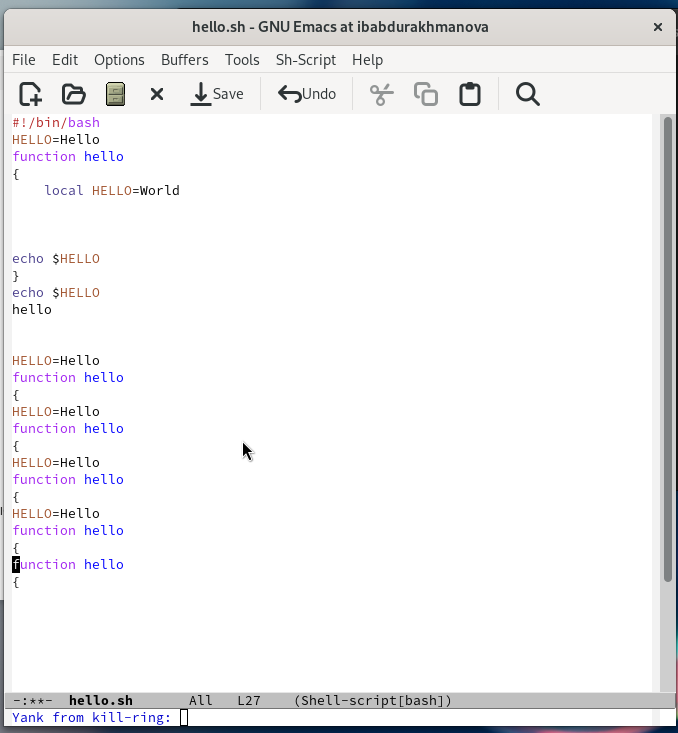 hello.sh - GNU Emacs at ibabdurakhmanova
File Edit Options Buffers Tools Sh-Script Help
Save Undo
#!/bin/bash
HELLO=Hello
function hello
{
    local HELLO=World
echo $HELLO
}
echo $HELLO
hello
HELLO=Hello
function hello
{
HELLO=Hello
function hello
{
HELLO=Hello
function hello
{
HELLO=Hello
function hello
{
function hello
{
-:**-  hello.sh       All   L27    (Shell-script[bash])
Yank from kill-ring: